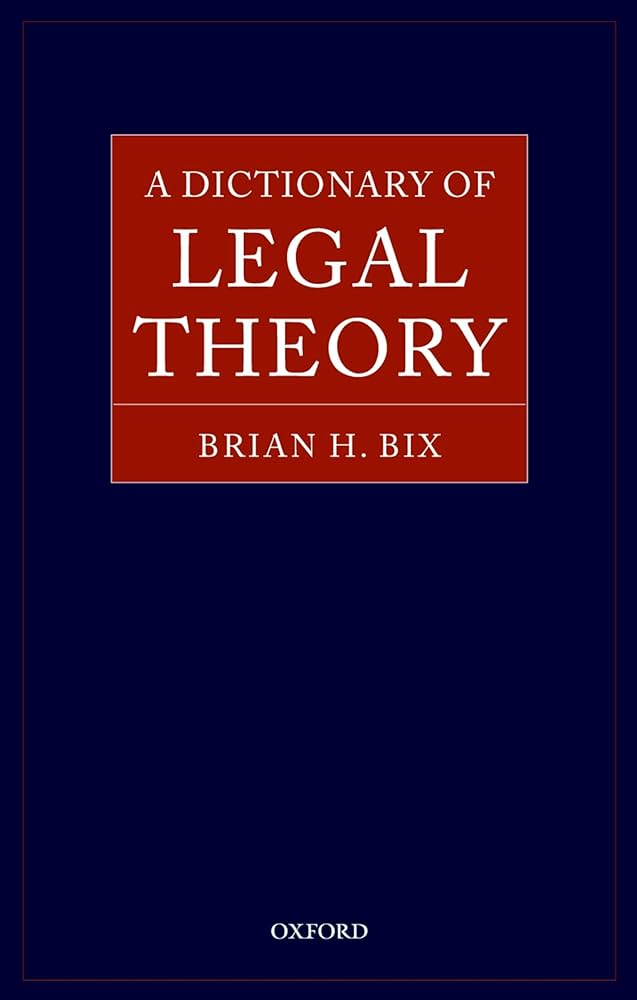 A DICTIONARY OF
LEGAL
THEORY
BRIAN H. BIX
OXFORD